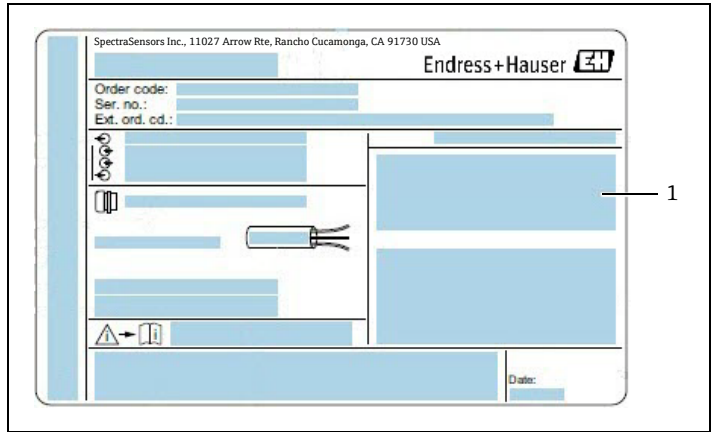 SpectraSensors Inc., 11027 Arrow Rte, Rancho Cucamonga, CA 91730 USA
Endress+Hauser EH
Order code:
Ser. no.:
Ext. ord. cd.:
1
i
i
Date: